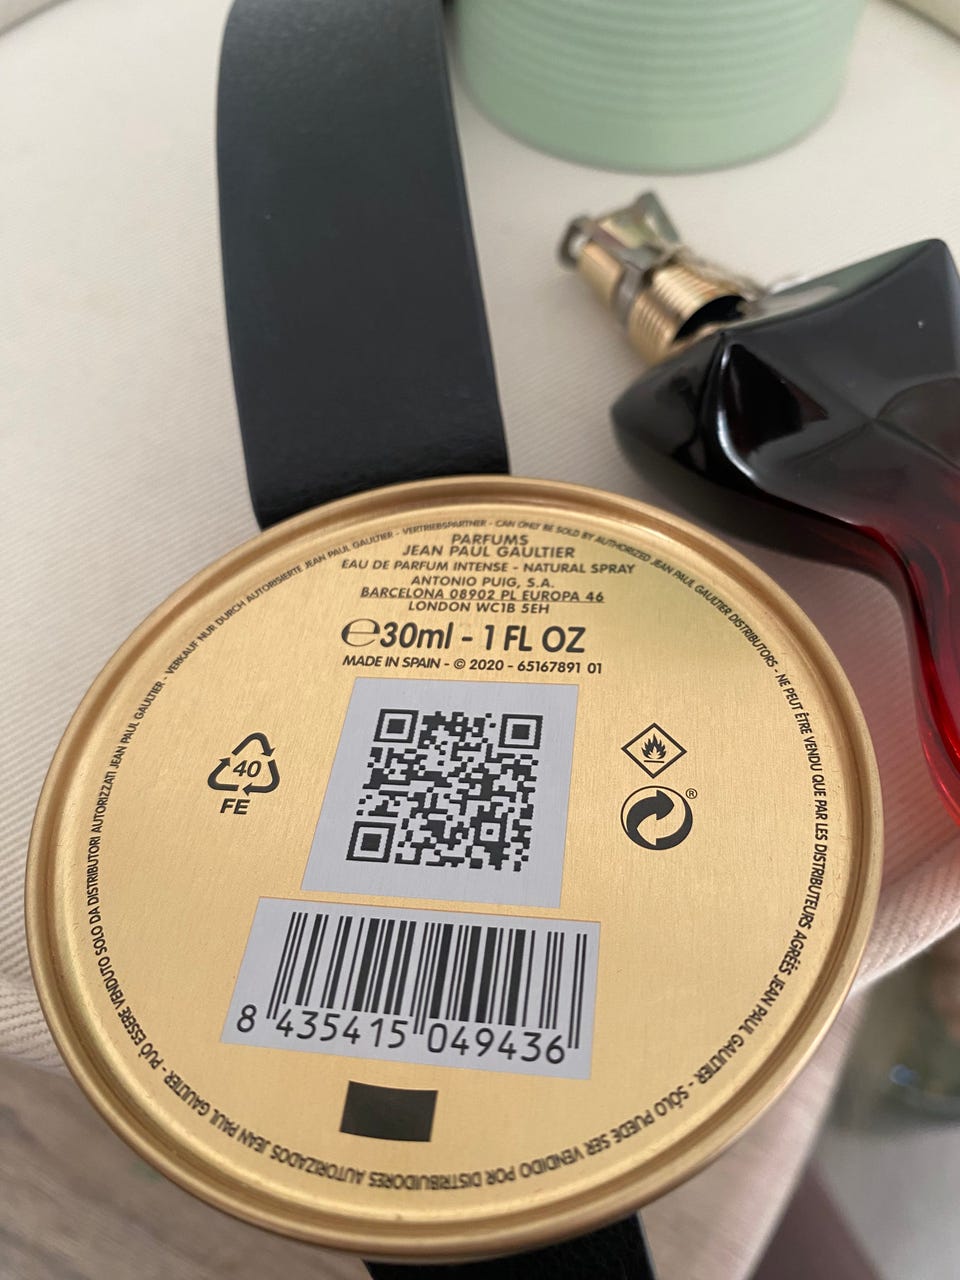 VERKAUF NUR DURCH AUTORISIERTE JEAN PAUL GAULTIER - VERTRIEBSPARTNER - CAN ONLY BE SOLD BY AUTHORIZED JEAN PAUL GAULTIER DISTRIBUTORS - NE PEUT ÊTRE VENDU QUE PAR LES DISTRIBUTEURS AGRÉÉS JEAN PAUL GAULTIER - SÓLO PUEDE SER VENDIDO POR DISTRIBUIDORES AUTORIZADOS JEAN PAUL GAULTIER - PUÒ ESSERE VENDUTO SOLO DA DISTRIBUTORI AUTORIZZATI JEAN PAUL GAULTIER -
PARFUMS
JEAN PAUL GAULTIER
EAU DE PARFUM INTENSE - NATURAL SPRAY
ANTONIO PUIG, S.A.
BARCELONA 08902 PL EUROPA 46
LONDON WC1B 5EH
℮30ml - 1 FL OZ
MADE IN SPAIN - © 2020 - 65167891 01
40
FE
®
8 435415 049436